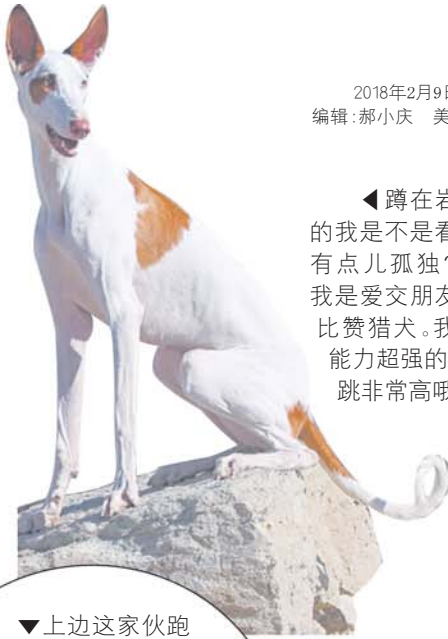 2018年2月9日
编辑:郝小庆 美
◀蹲在岩
的我是不是看
有点儿孤独?
我是爱交朋友
比赞猎犬。我
能力超强的
跳非常高哦
▼上边这家伙跑